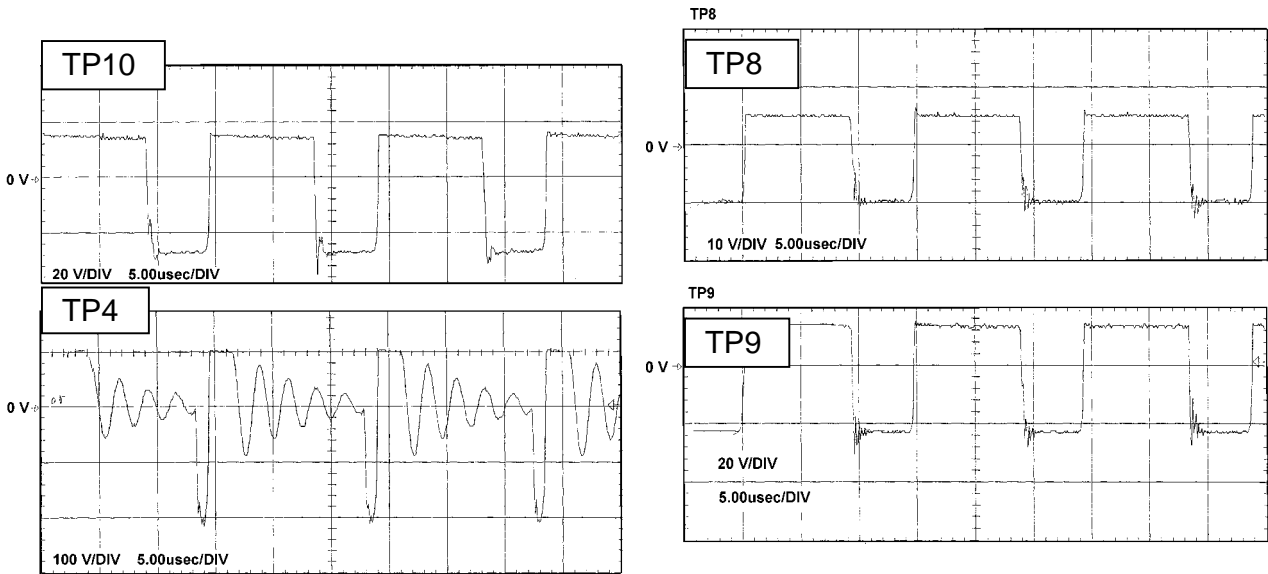 TP10
0 V
20 V/DIV 5.00usec/DIV
TP4
0 V
100 V/DIV 5.00usec/DIV
TP8
TP8
0 V
10 V/DIV 5.00usec/DIV
TP9
TP9
0 V
20 V/DIV
5.00usec/DIV